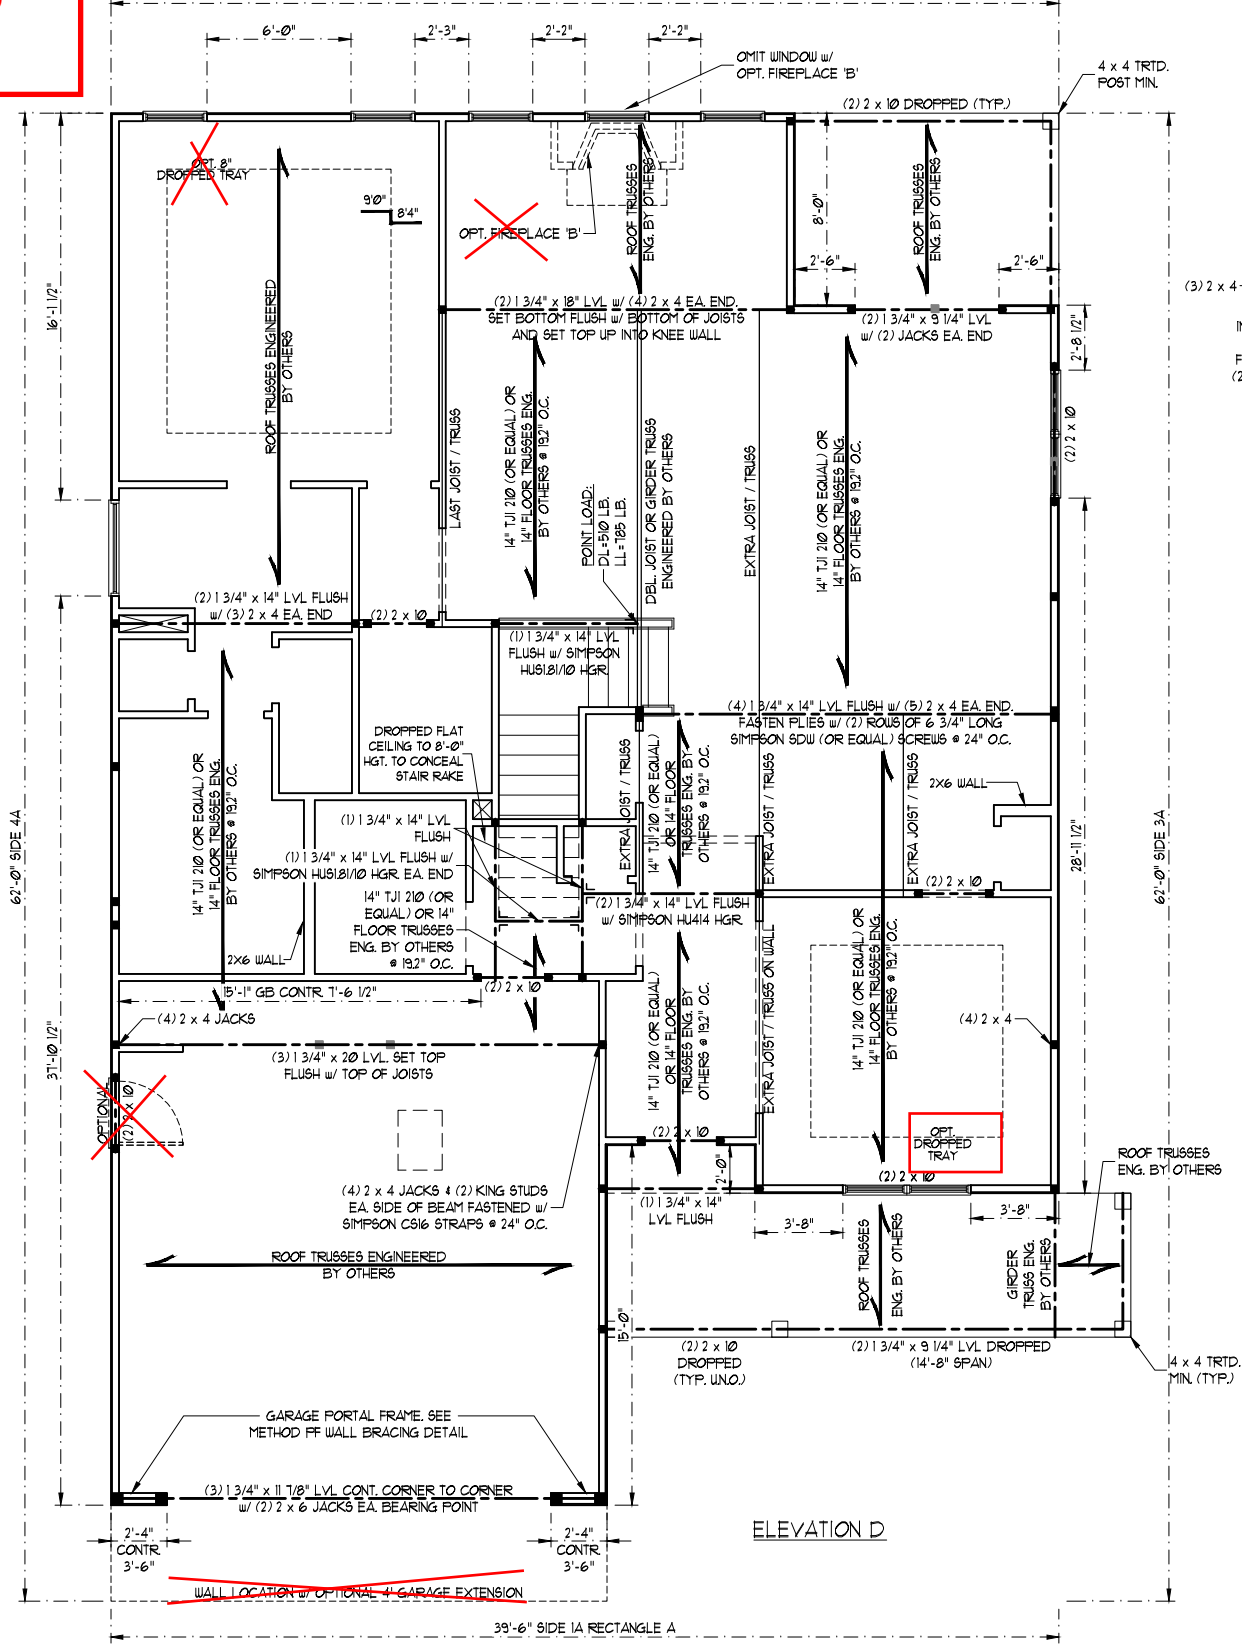 6'-0"
2'-3"
2'-2"
2'-2"
OMIT WINDOW w/
OPT. FIREPLACE 'B'
4 x 4 TRTD.
POST MIN.
(2) 2 x 10 DROPPED (TYP.)
OPT. 8"
DROPPED TRAY
9'0"
8'4"
OPT. FIREPLACE 'B'
ROOF TRUSSES
ENG. BY OTHERS
ROOF TRUSSES
ENG. BY OTHERS
8'-0"
2'-6"
2'-6"
16'-1 1/2"
ROOF TRUSSES ENGINEERED
BY OTHERS
(2) 1 3/4" x 18" LVL w/ (4) 2 x 4 EA. END.
SET BOTTOM FLUSH w/ BOTTOM OF JOISTS
AND SET TOP UP INTO KNEE WALL
(2) 1 3/4" x 9 1/4" LVL
w/ (2) JACKS EA. END
2'-8 1/2"
(3) 2 x 4
(2) 2 x 10
LAST JOIST / TRUSS
14" TJI 210 (OR EQUAL) OR
14" FLOOR TRUSSES ENG.
BY OTHERS @ 19.2" O.C.
POINT LOAD:
DL=510 LB.
LL=785 LB.
DBL. JOIST OR GIRDER TRUSS
ENGINEERED BY OTHERS
EXTRA JOIST / TRUSS
14" TJI 210 (OR EQUAL) OR
14" FLOOR TRUSSES ENG.
BY OTHERS @ 19.2" O.C.
(2) 1 3/4" x 14" LVL FLUSH
w/ (3) 2 x 4 EA. END
(2) 2 x 10
(1) 1 3/4" x 14" LVL
FLUSH w/ SIMPSON
HUS1.81/10 HGR.
(4) 1 3/4" x 14" LVL FLUSH w/ (5) 2 x 4 EA. END.
FASTEN PLIES w/ (2) ROWS OF 6 3/4" LONG
SIMPSON SDW (OR EQUAL) SCREWS @ 24" O.C.
DROPPED FLAT
CEILING TO 8'-0"
HGT. TO CONCEAL
STAIR RAKE
EXTRA JOIST / TRUSS
14" TJI 210 (OR EQUAL)
OR 14" FLOOR
TRUSSES ENG. BY
OTHERS @ 19.2" O.C.
EXTRA JOIST / TRUSS
EXTRA JOIST / TRUSS
2X6 WALL
(1) 1 3/4" x 14" LVL
FLUSH
(1) 1 3/4" x 14" LVL FLUSH w/
SIMPSON HUS1.81/10 HGR. EA. END
14" TJI 210 (OR
EQUAL) OR 14"
FLOOR TRUSSES
ENG. BY OTHERS
@ 19.2" O.C.
14" TJI 210 (OR EQUAL) OR
14" FLOOR TRUSSES ENG.
BY OTHERS @ 19.2" O.C.
(2) 2 x 10
(2) 1 3/4" x 14" LVL FLUSH
w/ SIMPSON HU414 HGR.
62'-0" SIDE 4A
28'-11 1/2"
62'-0" SIDE 3A
2X6 WALL
(2) 2 x 10
15'-1" GB CONTR. 7'-6 1/2"
(4) 2 x 4 JACKS
(3) 1 3/4" x 20 LVL. SET TOP
FLUSH w/ TOP OF JOISTS
14" TJI 210 (OR EQUAL)
OR 14" FLOOR
TRUSSES ENG. BY
OTHERS @ 19.2" O.C.
EXTRA JOIST / TRUSS ON WALL
14" TJI 210 (OR EQUAL) OR
14" FLOOR TRUSSES ENG.
BY OTHERS @ 19.2" O.C.
(4) 2 x 4
37'-10 1/2"
OPTIONAL
(2) 2 x 10
(2) 2 x 10
OPT.
DROPPED
TRAY
2'-0"
(2) 2 x 10
ROOF TRUSSES
ENG. BY OTHERS
(4) 2 x 4 JACKS & (2) KING STUDS
EA. SIDE OF BEAM FASTENED w/
SIMPSON CS16 STRAPS @ 24" O.C.
(1) 1 3/4" x 14"
LVL FLUSH
3'-8"
3'-8"
ROOF TRUSSES ENGINEERED
BY OTHERS
ROOF TRUSSES
ENG. BY OTHERS
GIRDER
TRUSS ENG.
BY OTHERS
15'-0"
(2) 2 x 10
DROPPED
(TYP. U.N.O.)
(2) 1 3/4" x 9 1/4" LVL DROPPED
(14'-8" SPAN)
4 x 4 TRTD.
MIN. (TYP.)
GARAGE PORTAL FRAME. SEE
METHOD PF WALL BRACING DETAIL
(3) 1 3/4" x 11 7/8" LVL CONT. CORNER TO CORNER
w/ (2) 2 x 6 JACKS EA. BEARING POINT
2'-4"
CONTR.
3'-6"
2'-4"
CONTR.
3'-6"
ELEVATION D
WALL LOCATION w/ OPTIONAL 4' GARAGE EXTENSION
39'-6" SIDE 1A RECTANGLE A